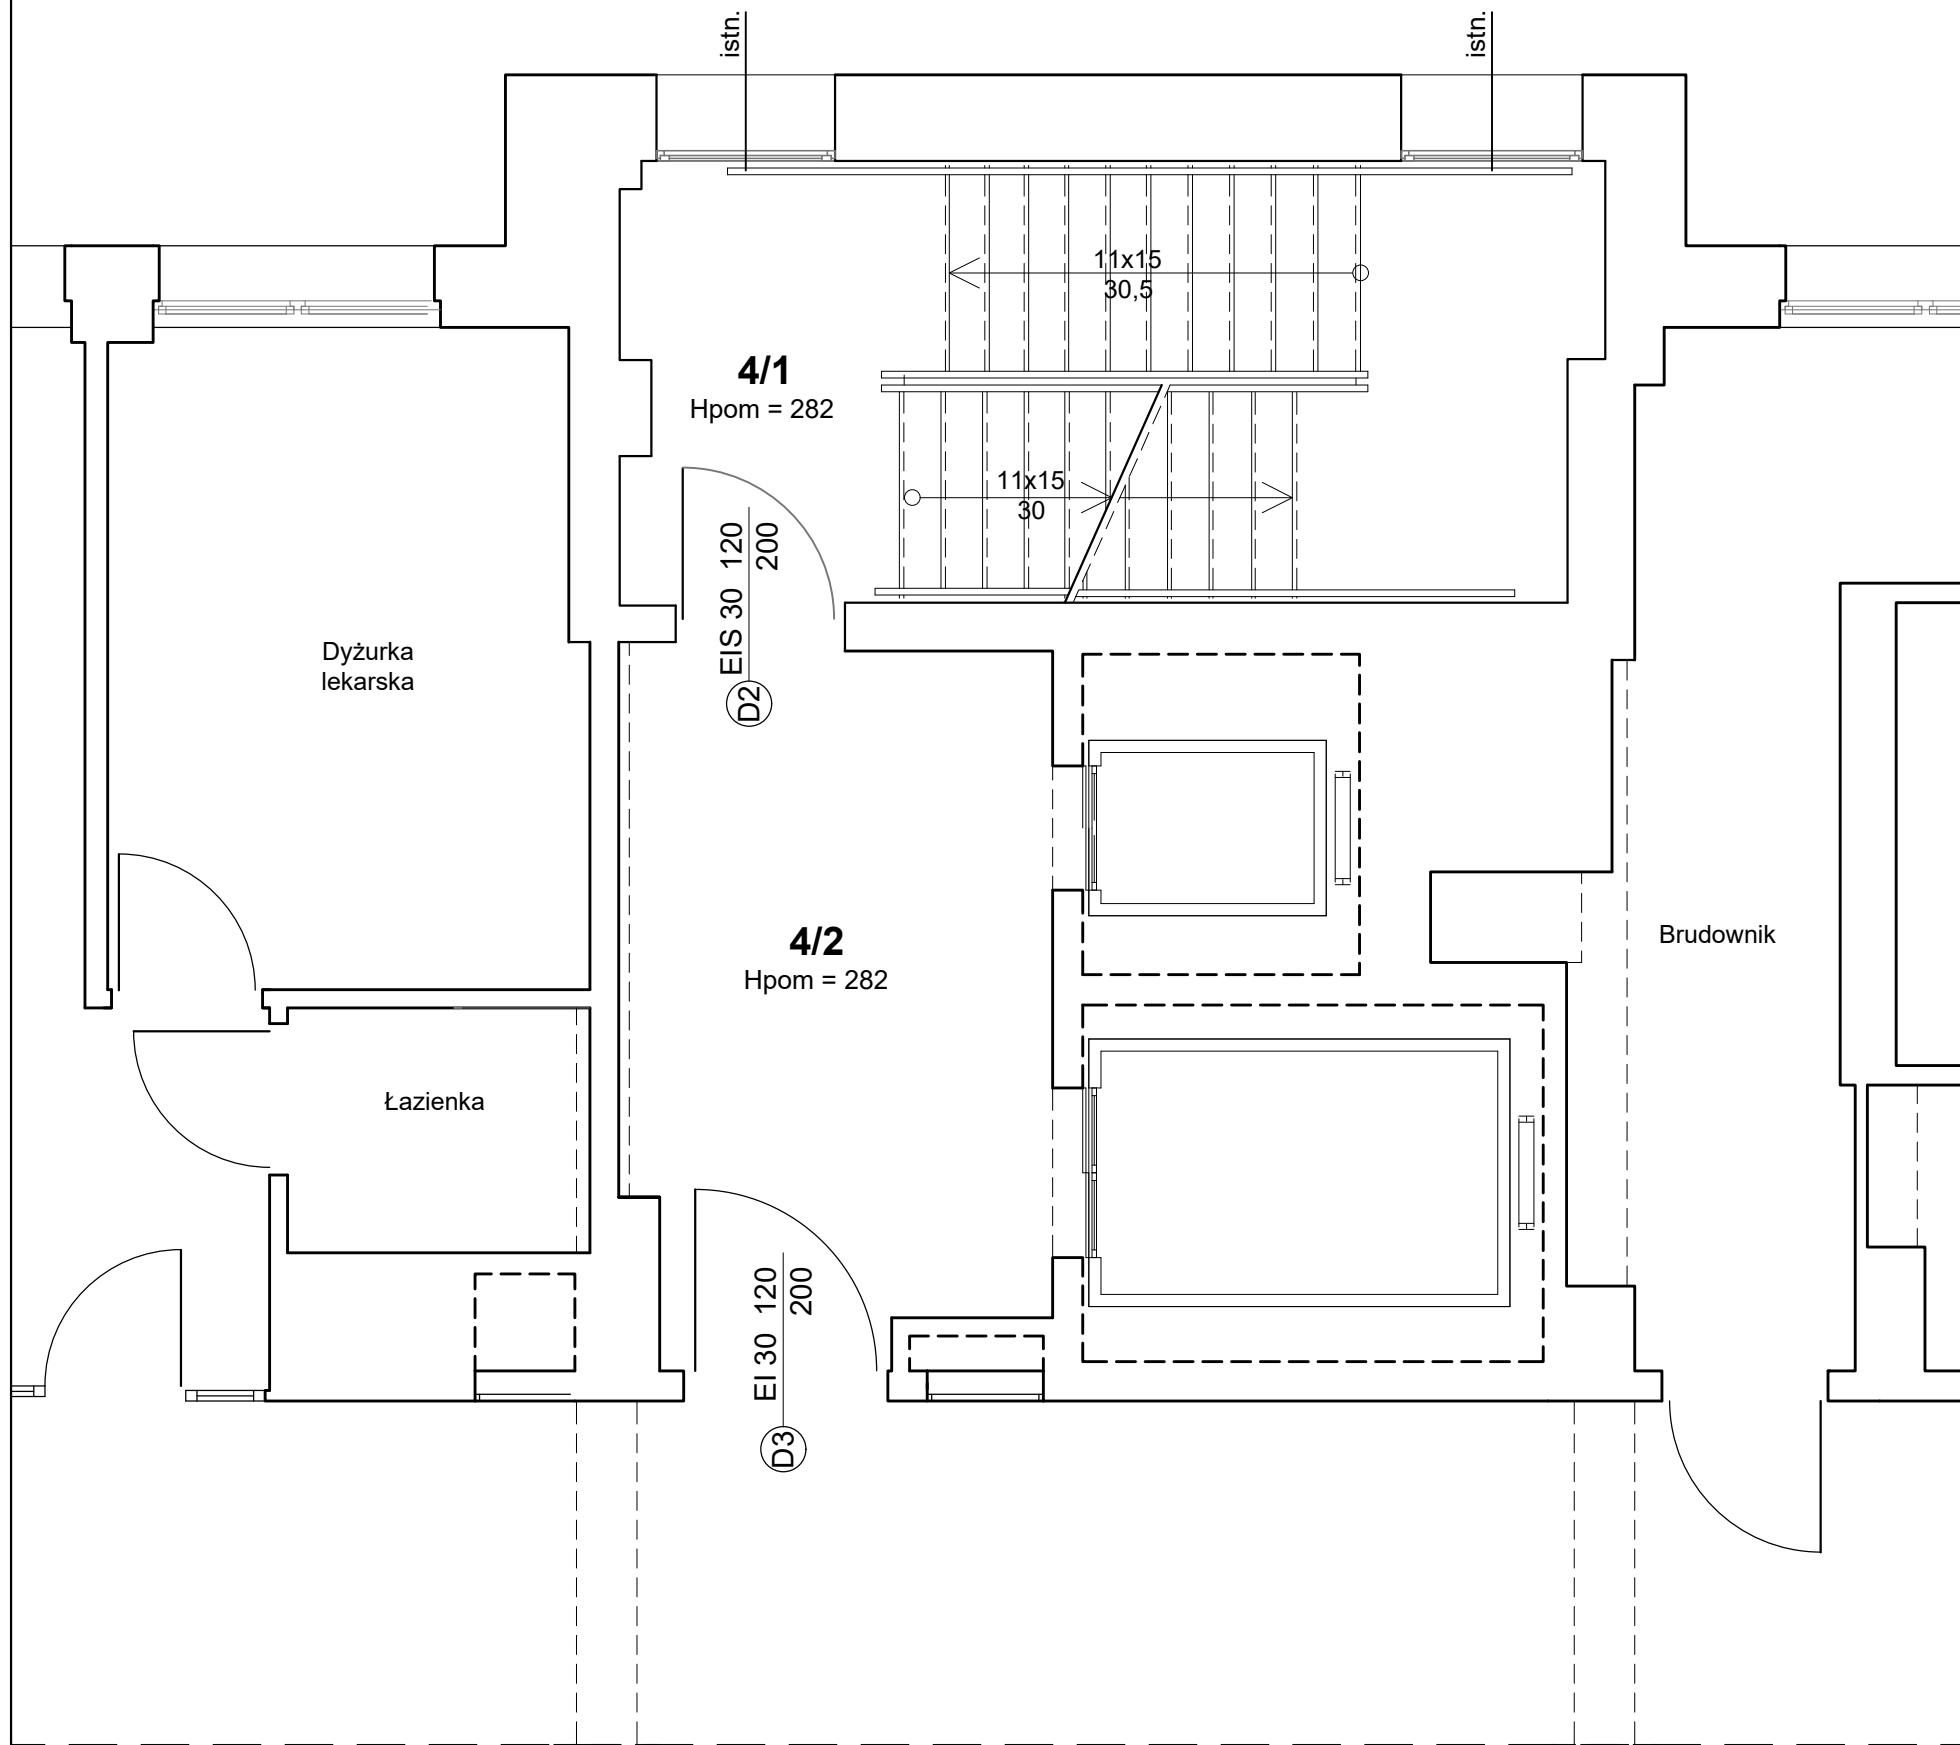 istn.
istn.
11x15
30,5
4/1
Hpom = 282
11x15
30
EIS 30 120
200
D2
Dyżurka
lekarska
4/2
Hpom = 282
Brudownik
Łazienka
EI 30 120
200
D3